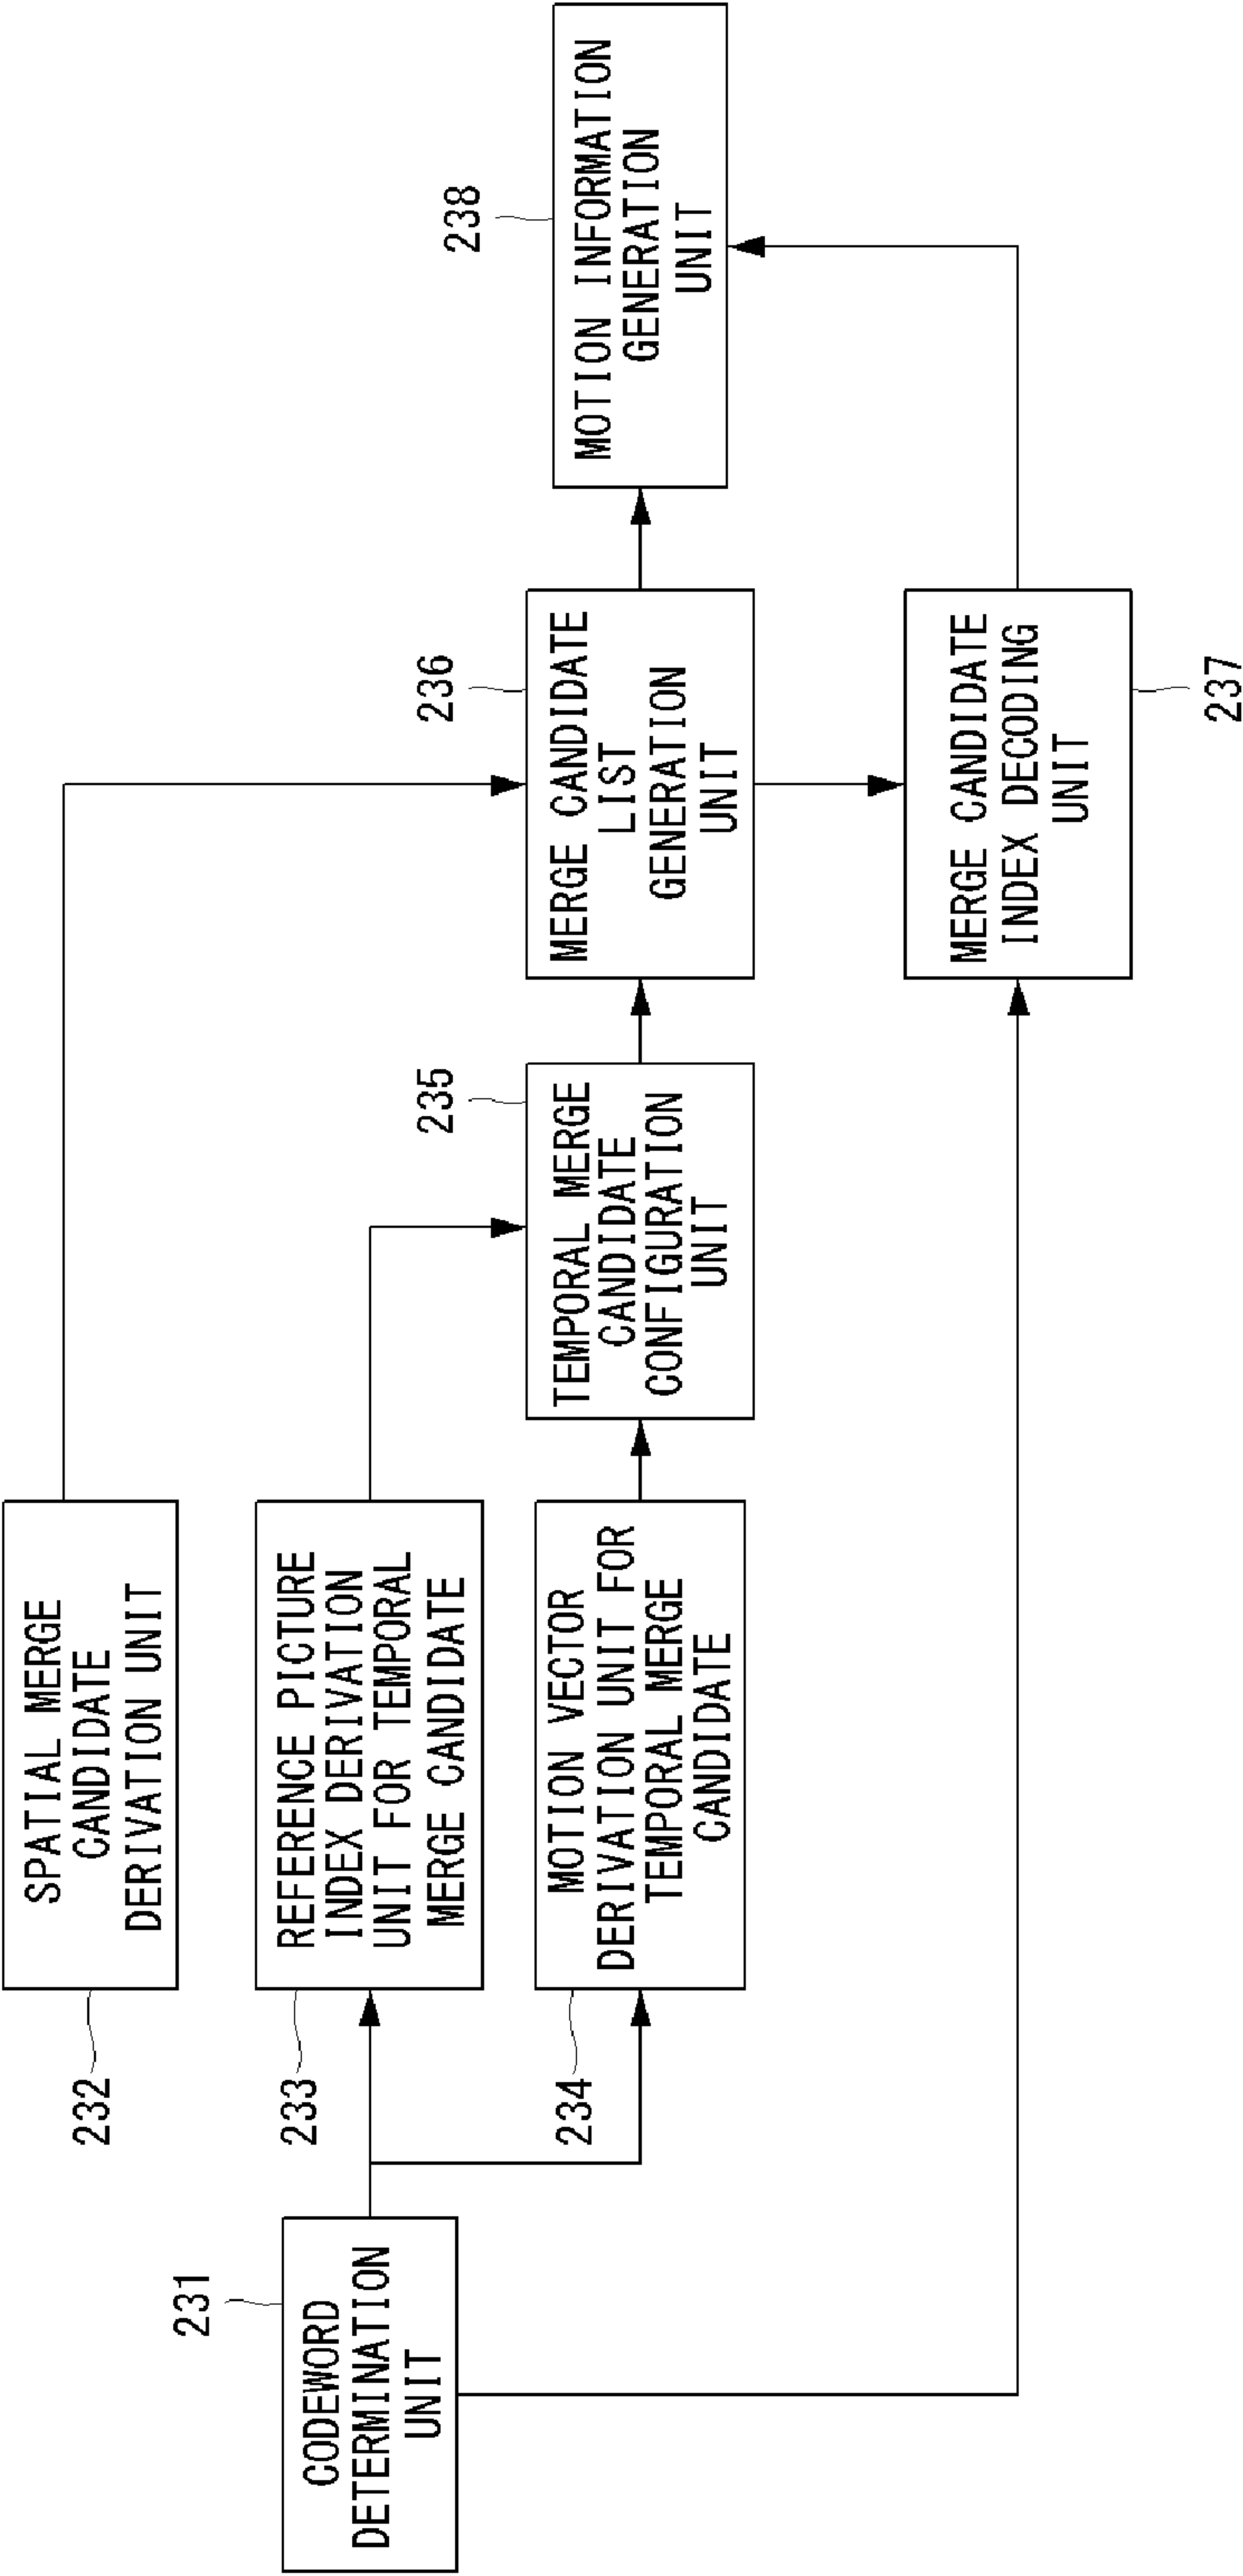 231
CODEWORD
DETERMINATION
UNIT
232
SPATIAL MERGE
CANDIDATE
DERIVATION UNIT
233
REFERENCE PICTURE
INDEX DERIVATION
UNIT FOR TEMPORAL
MERGE CANDIDATE
234
MOTION VECTOR
DERIVATION UNIT FOR
TEMPORAL MERGE
CANDIDATE
235
TEMPORAL MERGE
CANDIDATE
CONFIGURATION
UNIT
236
MERGE CANDIDATE
LIST
GENERATION
UNIT
MERGE CANDIDATE
INDEX DECODING
UNIT
237
238
MOTION INFORMATION
GENERATION
UNIT